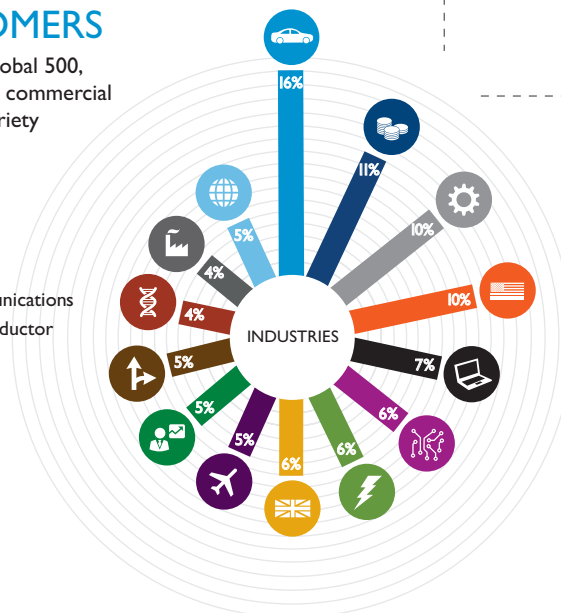 OMERS
obal 500,
commercial
riety
unications
ductor
16%
11%
10%
10%
7%
6%
6%
6%
5%
5%
5%
4%
4%
5%
INDUSTRIES